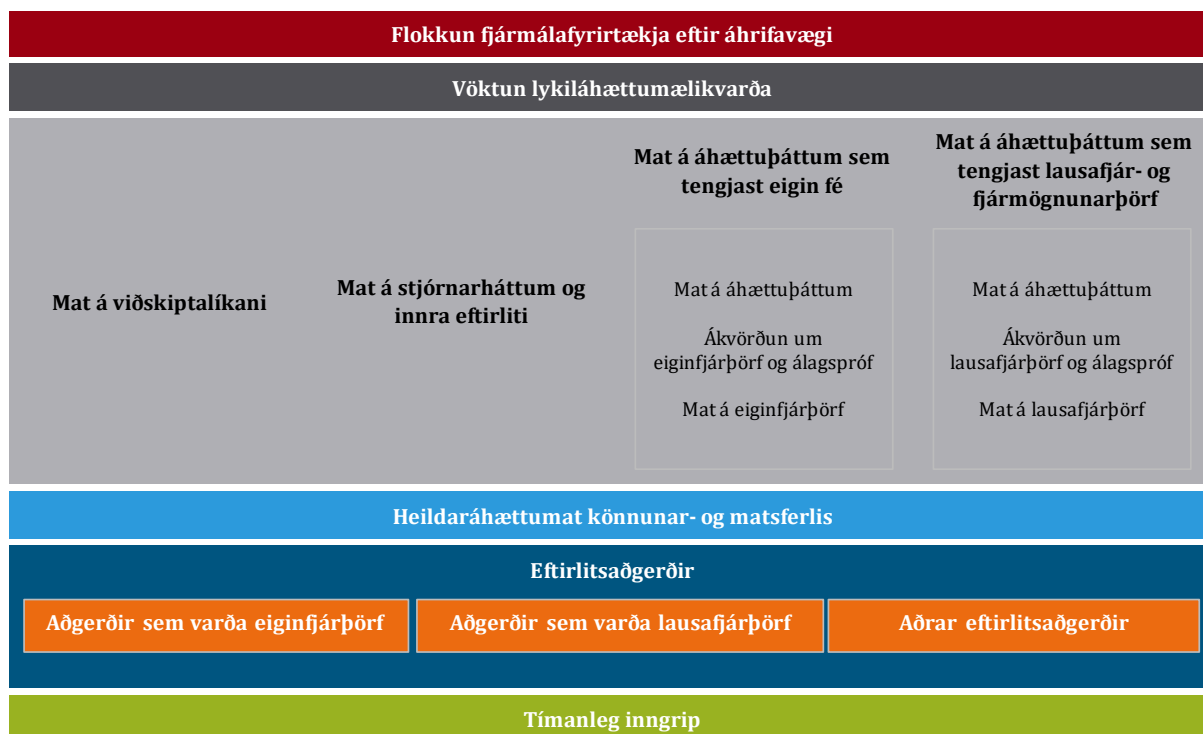 Flokkun fjármálafyrirtækja eftir áhrifavægi
Vöktun lykiláhættumælikvarða
Mat á viðskiptalíkani
Mat á stjórnarháttum og
innra eftirliti
Mat á áhættuþáttum sem
tengjast eigin fé
Mat á áhættuþáttum
Ákvörðun um
eiginfjárþörf og álagspróf
Mat á eiginfjárþörf
Mat á áhættuþáttum sem
tengjast lausafjár- og
fjármögnunarþörf
Mat á áhættuþáttum
Ákvörðun um
lausafjárþörf og álagspróf
Mat á lausafjárþörf
Heildaráhættumat könnunar- og matsferlis
Eftirlitsaðgerðir
Aðgerðir sem varða eiginfjárþörf
Aðgerðir sem varða lausafjárþörf
Aðrar eftirlitsaðgerðir
Tímanleg inngrip